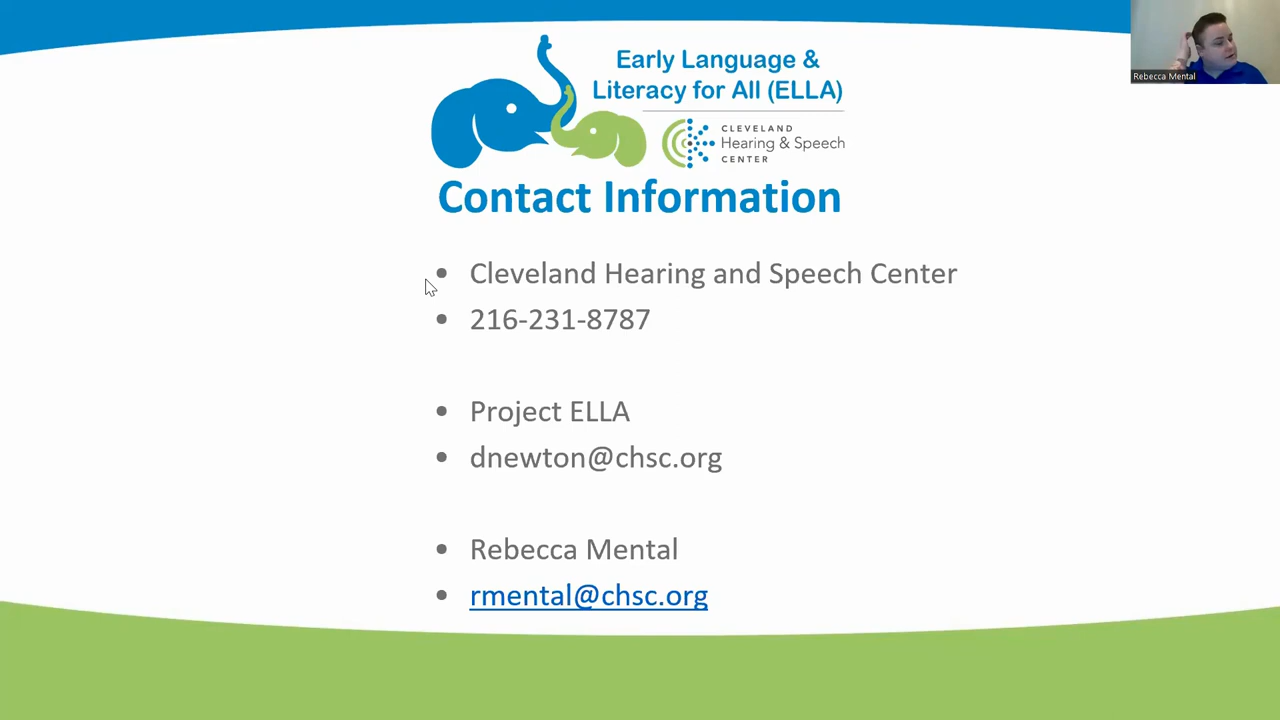 Early Language &
Literacy for All (ELLA)
CLEVELAND
Hearing & Speech
CENTER
Rebecca Mental
Contact Information
• Cleveland Hearing and Speech Center
• 216-231-8787
• Project ELLA
• dnewton@chsc.org
• Rebecca Mental
• rmental@chsc.org